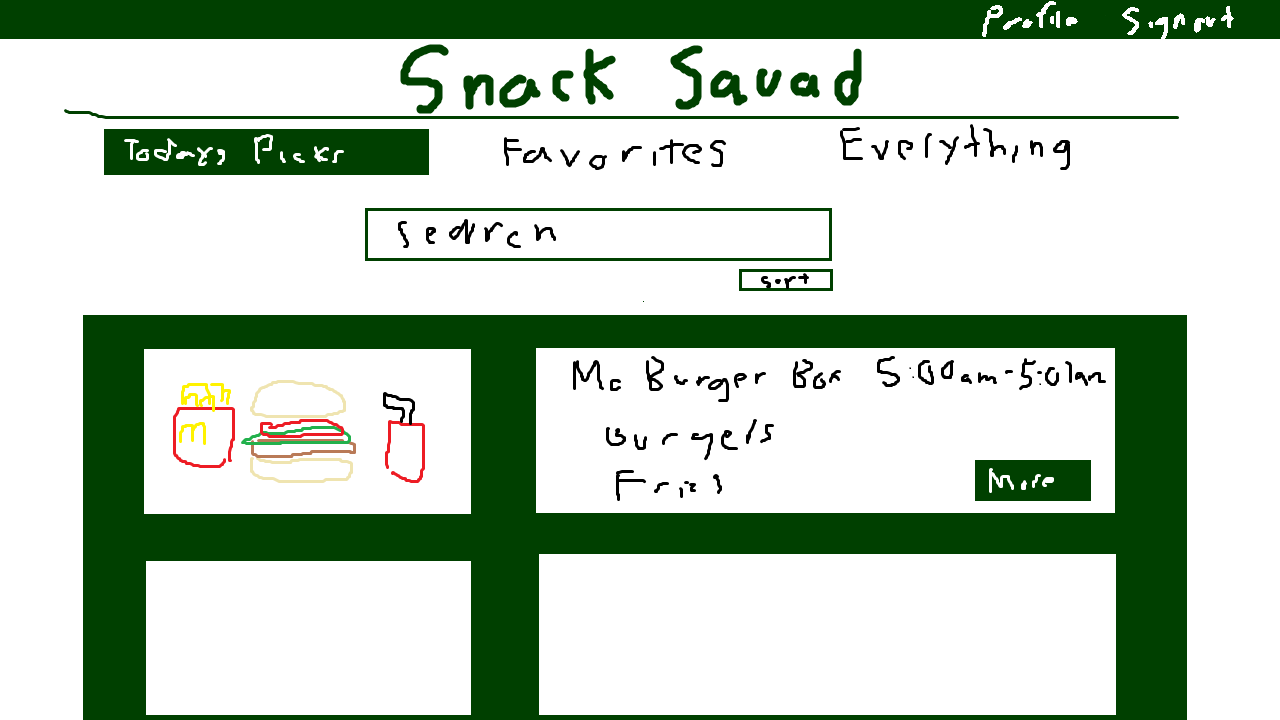 Profile Signout
Snack Squad
Todays Picks Favorites Everything
Search
Sort
Mc Burger Box 5:00am-5:01am
m
Burgers
Fries
More